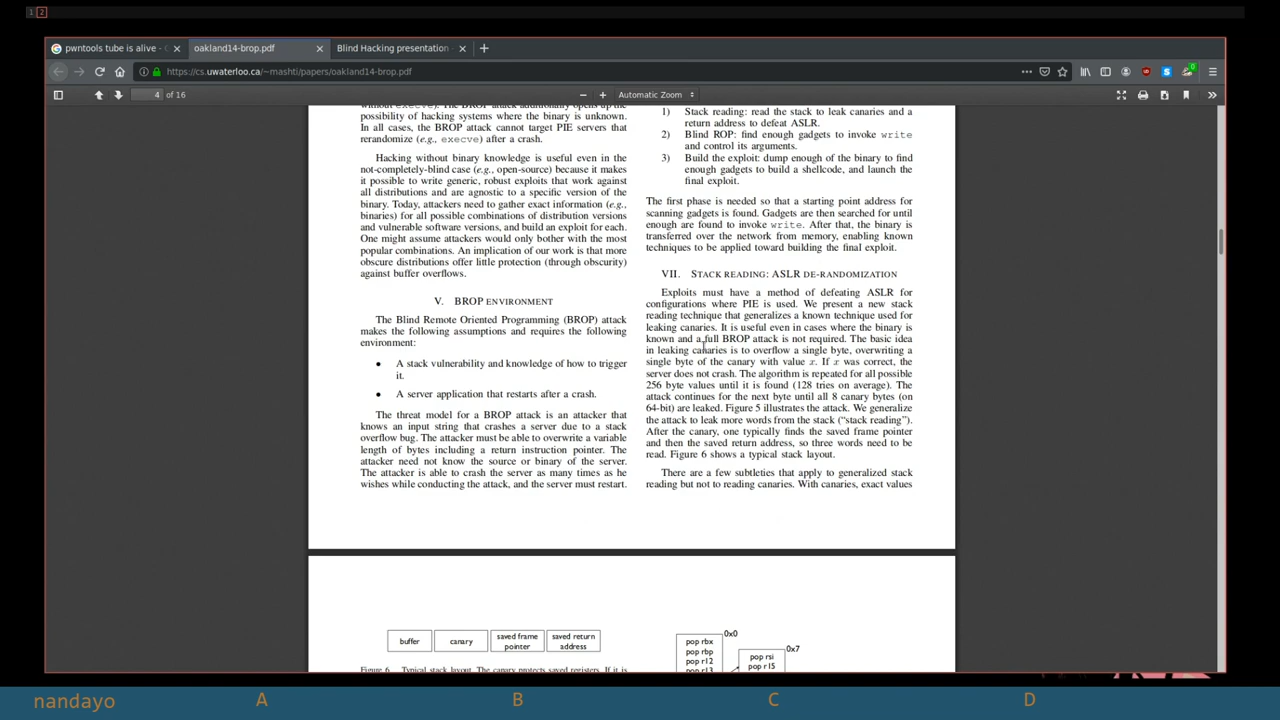 1 2
pwntools tube is alive - G
oakland14-brop.pdf
Blind Hacking presentation
https://cs.uwaterloo.ca/~mashti/papers/oakland14-brop.pdf
4 of 16
Automatic Zoom
without execve). The BROP attack additionally opens up the
possibility of hacking systems where the binary is unknown.
In all cases, the BROP attack cannot target PIE servers that
rerandomize (e.g., execve) after a crash.
Hacking without binary knowledge is useful even in the
not-completely-blind case (e.g., open-source) because it makes
it possible to write generic, robust exploits that work against
all distributions and are agnostic to a specific version of the
binary. Today, attackers need to gather exact information (e.g.,
binaries) for all possible combinations of distribution versions
and vulnerable software versions, and build an exploit for each.
One might assume attackers would only bother with the most
popular combinations. An implication of our work is that more
obscure distributions offer little protection (through obscurity)
against buffer overflows.
V. BROP ENVIRONMENT
The Blind Remote Oriented Programming (BROP) attack
makes the following assumptions and requires the following
environment:
• A stack vulnerability and knowledge of how to trigger
it.
• A server application that restarts after a crash.
The threat model for a BROP attack is an attacker that
knows an input string that crashes a server due to a stack
overflow bug. The attacker must be able to overwrite a variable
length of bytes including a return instruction pointer. The
attacker need not know the source or binary of the server.
The attacker is able to crash the server as many times as he
wishes while conducting the attack, and the server must restart.
1) Stack reading: read the stack to leak canaries and a
return address to defeat ASLR.
2) Blind ROP: find enough gadgets to invoke write
and control its arguments.
3) Build the exploit: dump enough of the binary to find
enough gadgets to build a shellcode, and launch the
final exploit.
The first phase is needed so that a starting point address for
scanning gadgets is found. Gadgets are then searched for until
enough are found to invoke write. After that, the binary is
transferred over the network from memory, enabling known
techniques to be applied toward building the final exploit.
VII. STACK READING: ASLR DE-RANDOMIZATION
Exploits must have a method of defeating ASLR for
configurations where PIE is used. We present a new stack
reading technique that generalizes a known technique used for
leaking canaries. It is useful even in cases where the binary is
known and a full BROP attack is not required. The basic idea
in leaking canaries is to overflow a single byte, overwriting a
single byte of the canary with value x. If x was correct, the
server does not crash. The algorithm is repeated for all possible
256 byte values until it is found (128 tries on average). The
attack continues for the next byte until all 8 canary bytes (on
64-bit) are leaked. Figure 5 illustrates the attack. We generalize
the attack to leak more words from the stack (“stack reading”).
After the canary, one typically finds the saved frame pointer
and then the saved return address, so three words need to be
read. Figure 6 shows a typical stack layout.
There are a few subtleties that apply to generalized stack
reading but not to reading canaries. With canaries, exact values
buffer
canary
saved frame
pointer
saved return
address
Figure 6. Typical stack layout. The canary protects saved registers. If it is
pop rbx
pop rbp
pop r12
pop r13
0x0
pop rsi
pop r15
0x7
nandayo
A
B
C
D